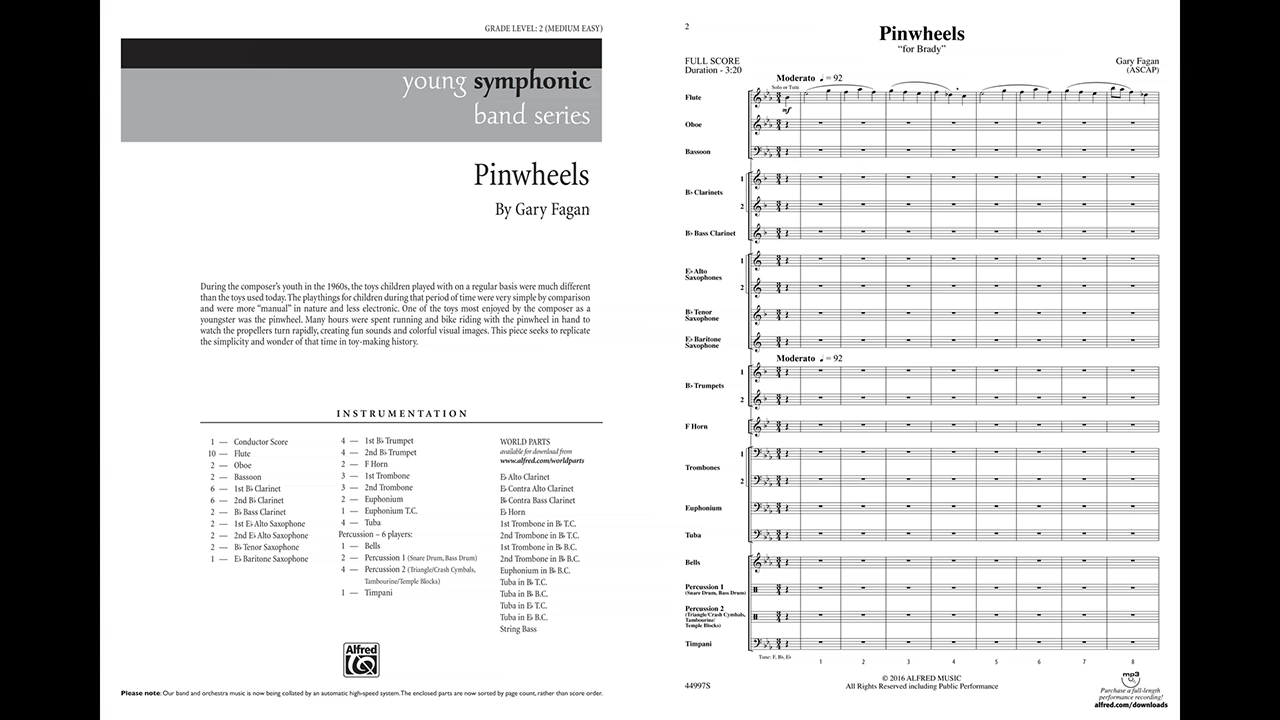 GRADE LEVEL: 2 (MEDIUM EASY)
young symphonic
band series
Pinwheels
By Gary Fagan
During the composer's youth in the 1960s, the toys children played with on a regular basis were much different
than the toys used today. The playthings for children during that period of time were very simple by comparison
and were more “manual” in nature and less electronic. One of the toys most enjoyed by the composer as a
youngster was the pinwheel. Many hours were spent running and bike riding with the pinwheel in hand to
watch the propellers turn rapidly, creating fun sounds and colorful visual images. This piece seeks to replicate
the simplicity and wonder of that time in toy-making history.
INSTRUMENTATION
1 — Conductor Score
10 — Flute
2 — Oboe
2 — Bassoon
6 — 1st B♭ Clarinet
6 — 2nd B♭ Clarinet
2 — B♭ Bass Clarinet
2 — 1st E♭ Alto Saxophone
2 — 2nd E♭ Alto Saxophone
2 — B♭ Tenor Saxophone
1 — E♭ Baritone Saxophone
4 — 1st B♭ Trumpet
4 — 2nd B♭ Trumpet
2 — F Horn
3 — 1st Trombone
3 — 2nd Trombone
2 — Euphonium
1 — Euphonium T.C.
4 — Tuba
Percussion – 6 players:
1 — Bells
2 — Percussion 1 (Snare Drum, Bass Drum)
4 — Percussion 2 (Triangle/Crash Cymbals,
Tambourine/Temple Blocks)
1 — Timpani
WORLD PARTS
available for download from
www.alfred.com/worldparts
E♭ Alto Clarinet
E♭ Contra Alto Clarinet
B♭ Contra Bass Clarinet
E♭ Horn
1st Trombone in B♭ T.C.
2nd Trombone in B♭ T.C.
1st Trombone in B♭ B.C.
2nd Trombone in B♭ B.C.
Euphonium in B♭ B.C.
Tuba in B♭ T.C.
Tuba in B♭ B.C.
Tuba in E♭ T.C.
Tuba in E♭ B.C.
String Bass
Alfred
Please note: Our band and orchestra music is now being collated by an automatic high-speed system. The enclosed parts are now sorted by page count, rather than score order.
2
Pinwheels
“for Brady”
FULL SCORE
Duration - 3:20
Gary Fagan
(ASCAP)
Moderato ♩ = 92
Solo or Tutti
Flute
mf
Oboe
Bassoon
1
B♭ Clarinets
2
B♭ Bass Clarinet
1
E♭ Alto
Saxophones
2
B♭ Tenor
Saxophone
E♭ Baritone
Saxophone
Moderato ♩ = 92
1
B♭ Trumpets
2
F Horn
1
Trombones
2
Euphonium
Tuba
Bells
Percussion 1
(Snare Drum, Bass Drum)
Percussion 2
(Triangle/Crash Cymbals,
Tambourine/
Temple Blocks)
Timpani
Tune: F, B♭, E♭
1 2 3 4 5 6 7 8
44997S
© 2016 ALFRED MUSIC
All Rights Reserved including Public Performance
mp3
Purchase a full-length
performance recording!
alfred.com/downloads